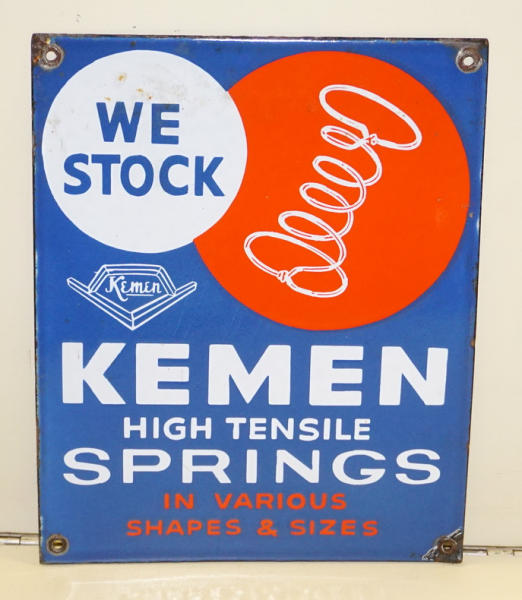 WE
STOCK
Kemen
KEMEN
HIGH TENSILE
SPRINGS
IN VARIOUS
SHAPES & SIZES